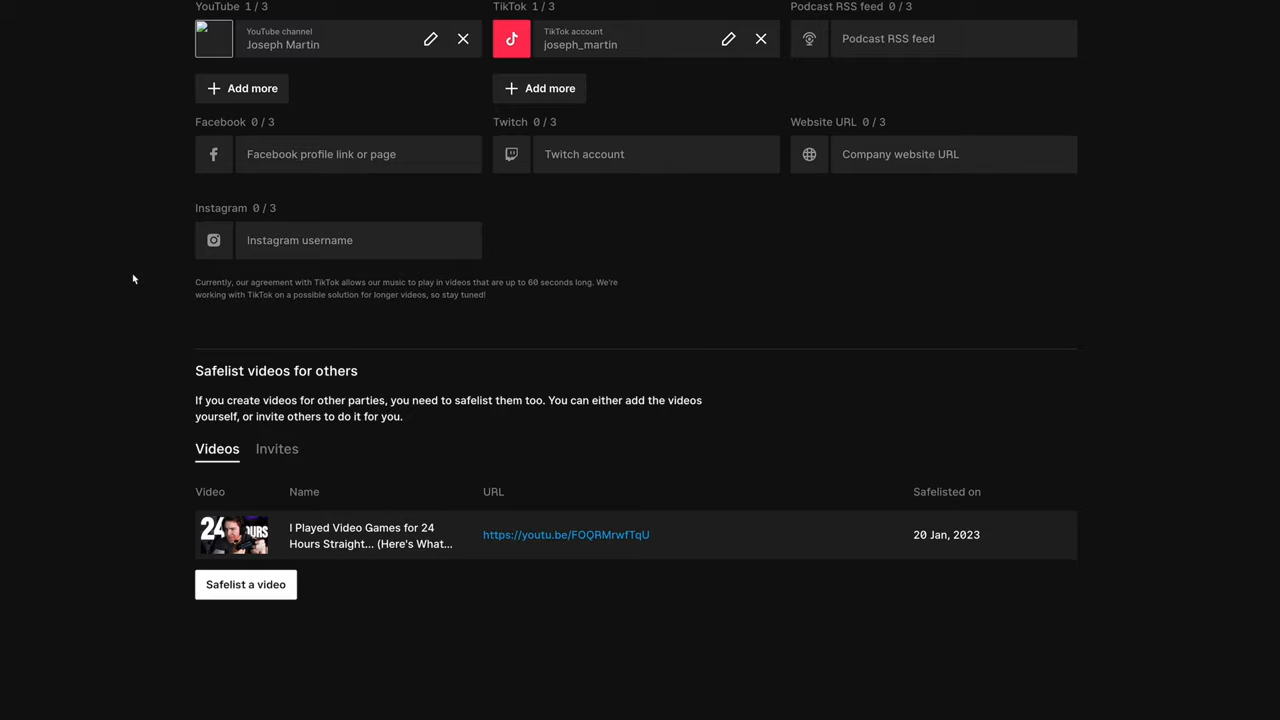 YouTube 1 / 3
TikTok 1 / 3
Podcast RSS feed 0 / 3
YouTube channel
Joseph Martin
TikTok account
joseph_martin
Podcast RSS feed
Add more
Add more
Facebook 0 / 3
Twitch 0 / 3
Website URL 0 / 3
Facebook profile link or page
Twitch account
Company website URL
Instagram 0 / 3
Instagram username
Currently, our agreement with TikTok allows our music to play in videos that are up to 60 seconds long. We're
working with TikTok on a possible solution for longer videos, so stay tuned!
Safelist videos for others
If you create videos for other parties, you need to safelist them too. You can either add the videos
yourself, or invite others to do it for you.
Videos
Invites
Video
Name
URL
Safelisted on
24
I Played Video Games for 24
Hours Straight... (Here's What...
https://youtu.be/FOQRMrwfTqU
20 Jan, 2023
Safelist a video